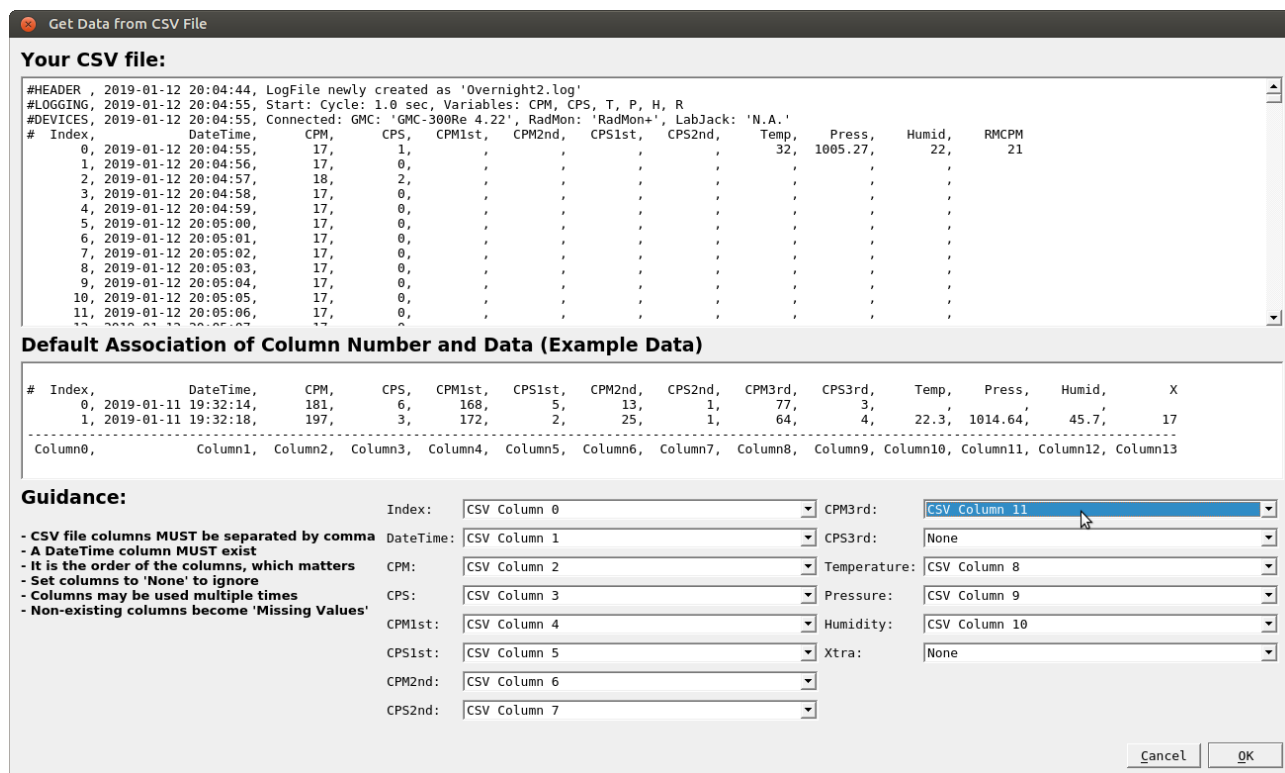 Get Data from CSV File
Your CSV file:
#HEADER , 2019-01-12 20:04:44, LogFile newly created as 'Overnight2.log'
#LOGGING, 2019-01-12 20:04:55, Start: Cycle: 1.0 sec, Variables: CPM, CPS, T, P, H, R
#DEVICES, 2019-01-12 20:04:55, Connected: GMC: 'GMC-300Re 4.22', RadMon: 'RadMon+', LabJack: 'N.A.'
# Index, DateTime, CPM, CPS, CPM1st, CPM2nd, CPS1st, CPS2nd, Temp, Press, Humid, RMCPM
0, 2019-01-12 20:04:55, 17, 1, , , , , 32, 1005.27, 22, 21
1, 2019-01-12 20:04:56, 17, 0, , , , , , , ,
2, 2019-01-12 20:04:57, 18, 2, , , , , , , ,
3, 2019-01-12 20:04:58, 17, 0, , , , , , , ,
4, 2019-01-12 20:04:59, 17, 0, , , , , , , ,
5, 2019-01-12 20:05:00, 17, 0, , , , , , , ,
6, 2019-01-12 20:05:01, 17, 0, , , , , , , ,
7, 2019-01-12 20:05:02, 17, 0, , , , , , , ,
8, 2019-01-12 20:05:03, 17, 0, , , , , , , ,
9, 2019-01-12 20:05:04, 17, 0, , , , , , , ,
10, 2019-01-12 20:05:05, 17, 0, , , , , , , ,
11, 2019-01-12 20:05:06, 17, 0, , , , , , , ,
Default Association of Column Number and Data (Example Data)
# Index, DateTime, CPM, CPS, CPM1st, CPS1st, CPM2nd, CPS2nd, CPM3rd, CPS3rd, Temp, Press, Humid, X
0, 2019-01-11 19:32:14, 181, 6, 168, 5, 13, 1, 77, 3, , , ,
1, 2019-01-11 19:32:18, 197, 3, 172, 2, 25, 1, 64, 4, 22.3, 1014.64, 45.7, 17
Column0, Column1, Column2, Column3, Column4, Column5, Column6, Column7, Column8, Column9, Column10, Column11, Column12, Column13
Guidance:
- CSV file columns MUST be separated by comma
- A DateTime column MUST exist
- It is the order of the columns, which matters
- Set columns to 'None' to ignore
- Columns may be used multiple times
- Non-existing columns become 'Missing Values'
Index: CSV Column 0
DateTime: CSV Column 1
CPM: CSV Column 2
CPS: CSV Column 3
CPM1st: CSV Column 4
CPS1st: CSV Column 5
CPM2nd: CSV Column 6
CPS2nd: CSV Column 7
CPM3rd: CSV Column 11
CPS3rd: None
Temperature: CSV Column 8
Pressure: CSV Column 9
Humidity: CSV Column 10
Xtra: None
Cancel
OK